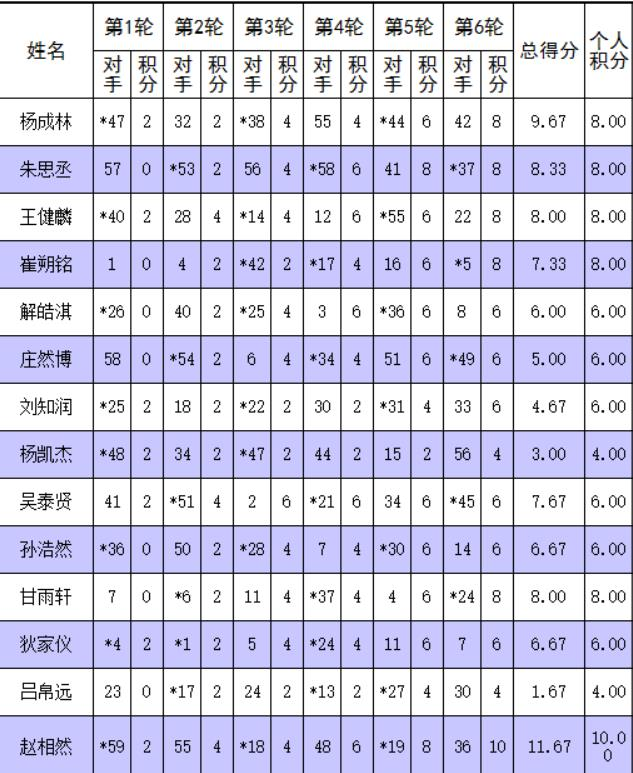 姓名 第1轮 第2轮 第3轮 第4轮 第5轮 第6轮 总得分 个人积分
对手 积分 对手 积分 对手 积分 对手 积分 对手 积分 对手 积分
杨成林 *47 2 32 2 *38 4 55 4 *44 6 42 8 9.67 8.00
朱思丞 57 0 *53 2 56 4 *58 6 41 8 *37 8 8.33 8.00
王健麟 *40 2 28 4 *14 4 12 6 *55 6 22 8 8.00 8.00
崔朔铭 1 0 4 2 *42 2 *17 4 16 6 *5 8 7.33 8.00
解皓淇 *26 0 40 2 *25 4 3 6 *36 6 8 6 6.00 6.00
庄然博 58 0 *54 2 6 4 *34 4 51 6 *49 6 5.00 6.00
刘知润 *25 2 18 2 *22 2 30 2 *31 4 33 6 4.67 6.00
杨凯杰 *48 2 34 2 *47 2 44 2 15 2 56 4 3.00 4.00
吴泰贤 41 2 *51 4 2 6 *21 6 34 6 *45 6 7.67 6.00
孙浩然 *36 0 50 2 *28 4 7 4 *30 6 14 6 6.67 6.00
甘雨轩 7 0 *6 2 11 4 *37 4 4 6 *24 8 8.00 8.00
狄家仪 *4 2 *1 2 5 4 *24 4 11 6 7 6 6.67 6.00
吕帛远 23 0 *17 2 24 2 *13 2 *27 4 30 4 1.67 4.00
赵相然 *59 2 55 4 *18 4 48 6 *19 8 36 10 11.67 10.00